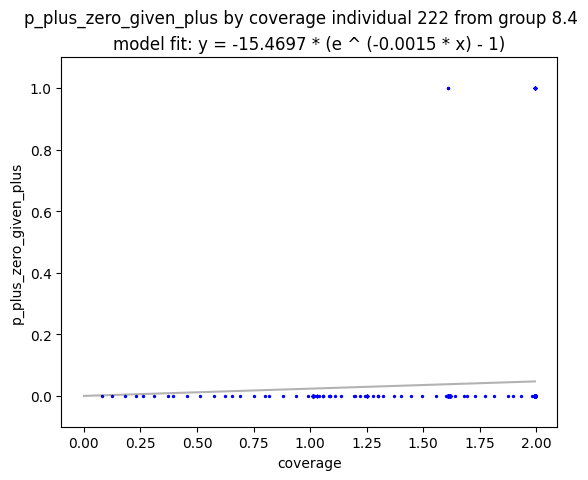 p_plus_zero_given_plus by coverage individual 222 from group 8.4
model fit: y = -15.4697 * (e ^ (-0.0015 * x) - 1)
1.0
0.8
0.6
0.4
0.2
0.0
p_plus_zero_given_plus
0.00 0.25 0.50 0.75 1.00 1.25 1.50 1.75 2.00
coverage